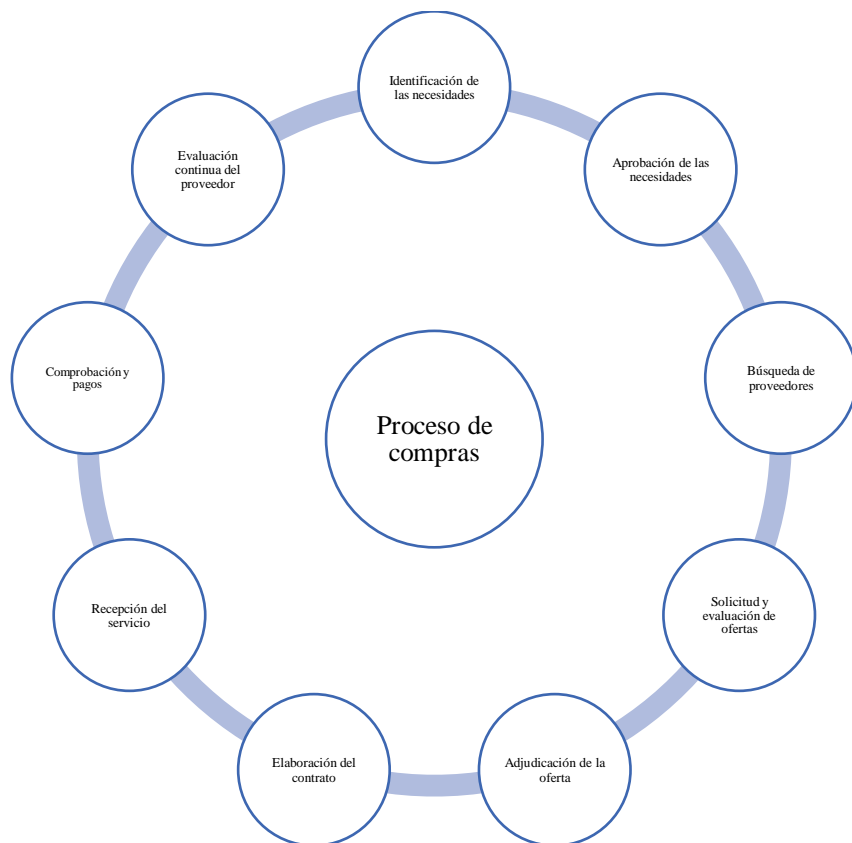 Identificación de
las necesidades
Aprobación de las
necesidades
Búsqueda de
proveedores
Solicitud y
evaluación de
ofertas
Adjudicación de la
oferta
Elaboración del
contrato
Recepción del
servicio
Comprobación y
pagos
Evaluación
continua del
proveedor
Proceso de
compras